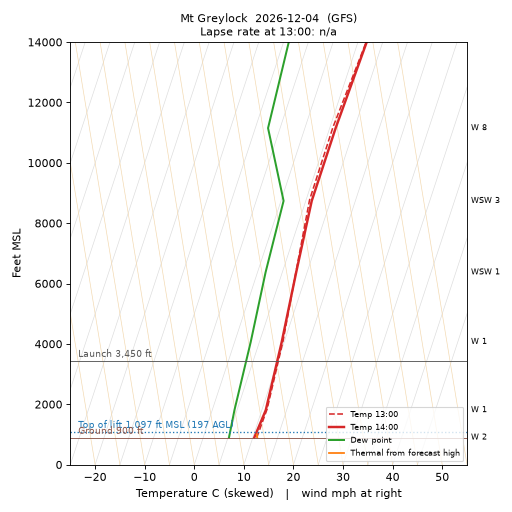 Mt Greylock  2026-12-04  (GFS)
Lapse rate at 13:00: n/a
14000
12000
10000
8000
6000
4000
2000
0
Feet MSL
W 8
WSW 3
WSW 1
W 1
W 1
W 2
Launch 3,450 ft
Top of lift 1,097 ft MSL (197 AGL)
Ground 900 ft
Temp 13:00
Temp 14:00
Dew point
Thermal from forecast high
−20 −10 0 10 20 30 40 50
Temperature C (skewed)   |   wind mph at right